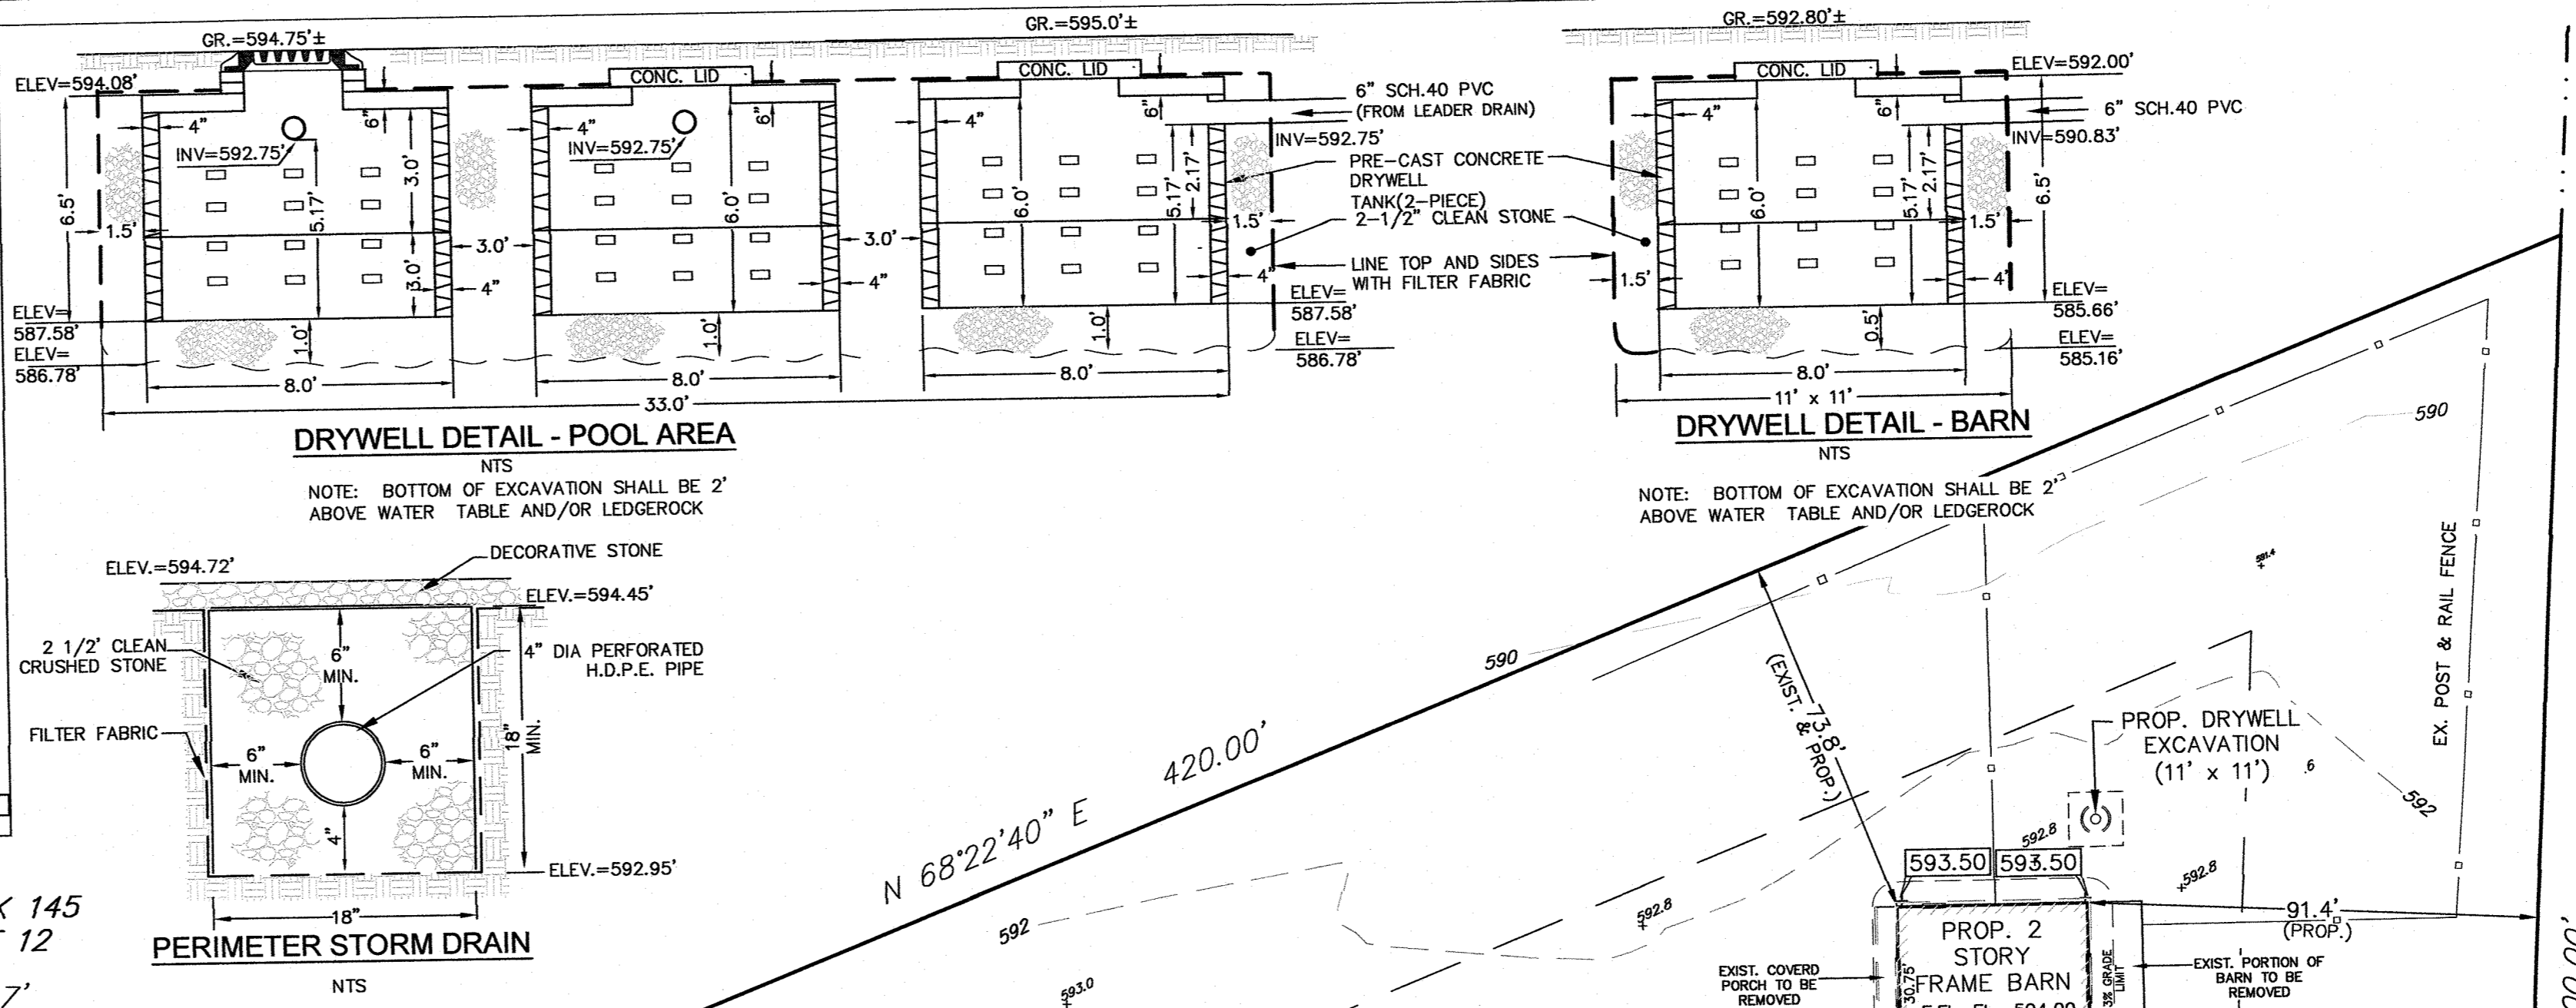 GR.=594.75'±
GR.=595.0'±
ELEV=594.08'
CONC. LID
CONC. LID
6" SCH.40 PVC
(FROM LEADER DRAIN)
INV=592.75'
INV=592.75'
INV=592.75'
4"
6"
4"
6"
4"
6"
6.5'
1.5'
5.17'
3.0'
3.0'
4"
3.0'
6.0'
4"
3.0'
6.0'
5.17'
2.17'
1.5'
4"
PRE-CAST CONCRETE
DRYWELL
TANK(2-PIECE)
2-1/2" CLEAN STONE
LINE TOP AND SIDES
WITH FILTER FABRIC
ELEV=
587.58'
ELEV=
586.78'
1.0'
1.0'
1.0'
ELEV=
587.58'
ELEV=
586.78'
8.0'
8.0'
8.0'
33.0'
DRYWELL DETAIL - POOL AREA
NTS
NOTE: BOTTOM OF EXCAVATION SHALL BE 2'
ABOVE WATER TABLE AND/OR LEDGEROCK
GR.=592.80'±
CONC. LID
ELEV=592.00'
6" SCH.40 PVC
INV=590.83'
4"
6"
6.0'
5.17'
2.17'
6.5'
1.5'
1.5'
4'
ELEV=
585.66'
0.5'
ELEV=
585.16'
8.0'
11' x 11'
DRYWELL DETAIL - BARN
NTS
NOTE: BOTTOM OF EXCAVATION SHALL BE 2'
ABOVE WATER TABLE AND/OR LEDGEROCK
DECORATIVE STONE
ELEV.=594.72'
ELEV.=594.45'
2 1/2' CLEAN
CRUSHED STONE
6"
MIN.
4" DIA PERFORATED
H.D.P.E. PIPE
18"
MIN.
FILTER FABRIC
6"
MIN.
6"
MIN.
4"
ELEV.=592.95'
18"
PERIMETER STORM DRAIN
NTS
145
12
7'
N 68°22'40" E 420.00'
590
590
592
592
593.0
592.8
592.8
592.8
591.4
.6
73.8'
(EXIST. & PROP.)
EX. POST & RAIL FENCE
PROP. DRYWELL
EXCAVATION
(11' x 11')
593.50
593.50
91.4'
(PROP.)
PROP. 2
STORY
FRAME BARN
30.75'
3% GRADE
LIMIT
EXIST. COVERD
PORCH TO BE
REMOVED
EXIST. PORTION OF
BARN TO BE
REMOVED